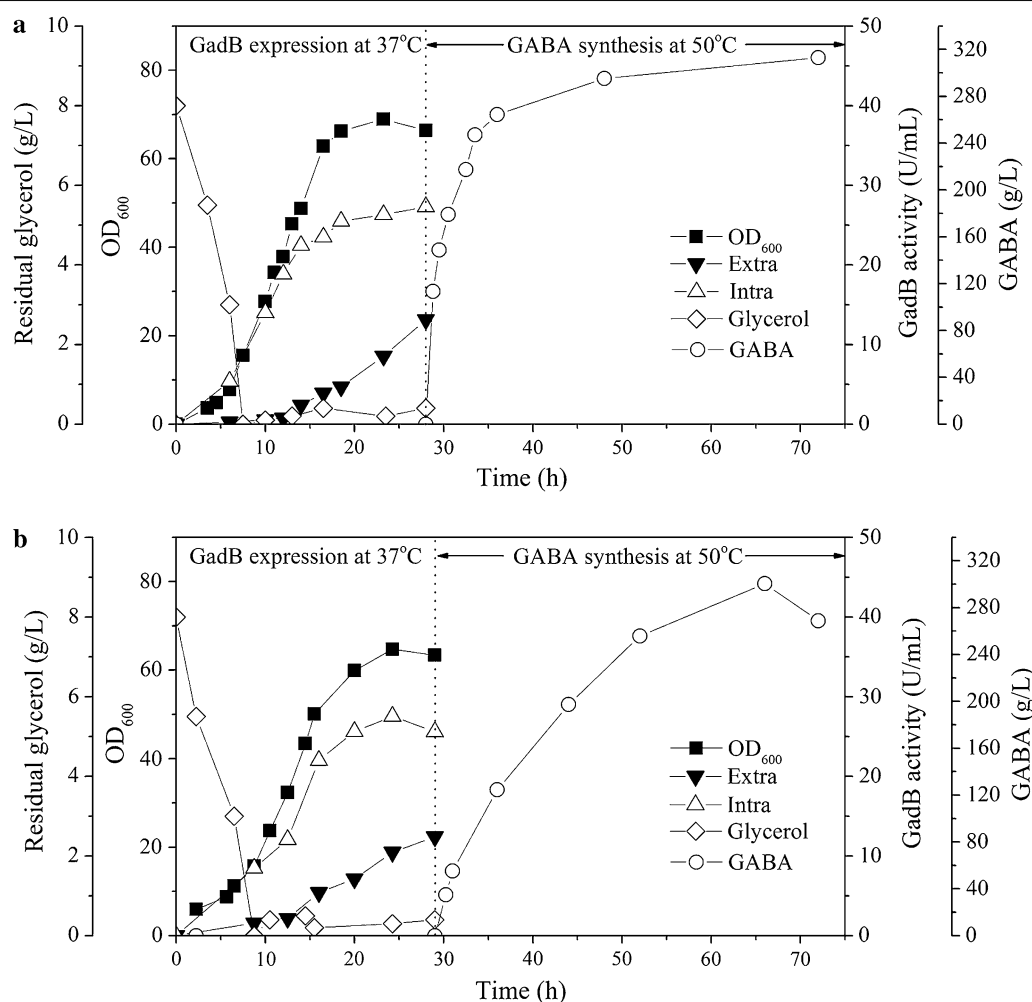 a
GadB expression at 37°C
GABA synthesis at 50°C
Residual glycerol (g/L)
10
8
6
4
2
0
OD600
80
60
40
20
0
GadB activity (U/mL)
50
40
30
20
10
0
GABA (g/L)
320
280
240
200
160
120
80
40
0
OD600
Extra
Intra
Glycerol
GABA
0 10 20 30 40 50 60 70
Time (h)
b
GadB expression at 37°C
GABA synthesis at 50°C
Residual glycerol (g/L)
10
8
6
4
2
0
OD600
80
60
40
20
0
GadB activity (U/mL)
50
40
30
20
10
0
GABA (g/L)
320
280
240
200
160
120
80
40
0
OD600
Extra
Intra
Glycerol
GABA
0 10 20 30 40 50 60 70
Time (h)